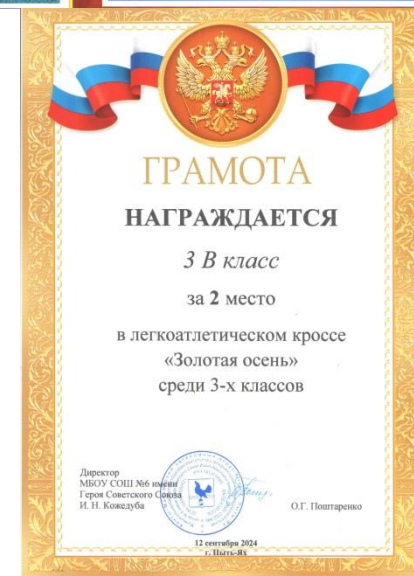 ГРАМОТА
НАГРАЖДАЕТСЯ
3 В класс
за 2 место
в легкоатлетическом кроссе
«Золотая осень»
среди 3-х классов
Директор
МБОУ СОШ №6 имени
Героя Советского Союза
И. Н. Кожедуба
О.Г. Поштаренко
12 сентября 2024
г. Пыть-Ях